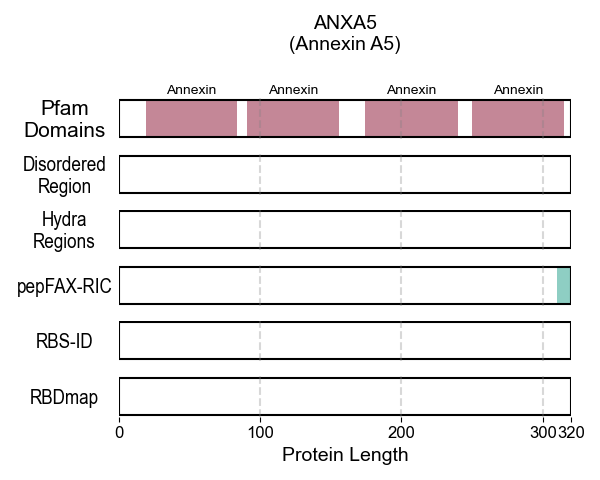 ANXA5
(Annexin A5)
Annexin Annexin Annexin Annexin
Pfam
Domains
Disordered
Region
Hydra
Regions
pepFAX-RIC
RBS-ID
RBDmap
0 100 200 300 320
Protein Length